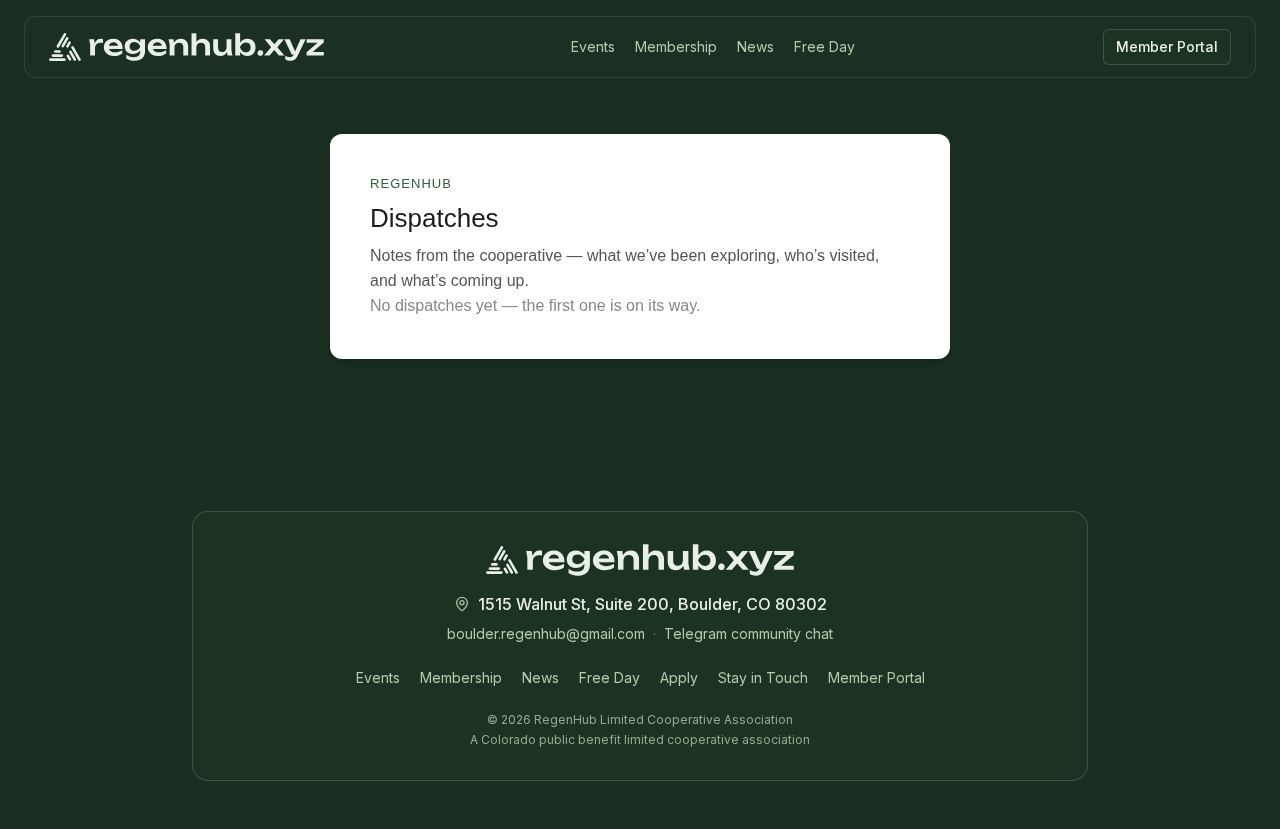 regenhub.xyz
Events Membership News Free Day
Member Portal
REGENHUB
Dispatches
Notes from the cooperative — what we’ve been exploring, who’s visited,
and what’s coming up.
No dispatches yet — the first one is on its way.
regenhub.xyz
1515 Walnut St, Suite 200, Boulder, CO 80302
boulder.regenhub@gmail.com · Telegram community chat
Events Membership News Free Day Apply Stay in Touch Member Portal
© 2026 RegenHub Limited Cooperative Association
A Colorado public benefit limited cooperative association